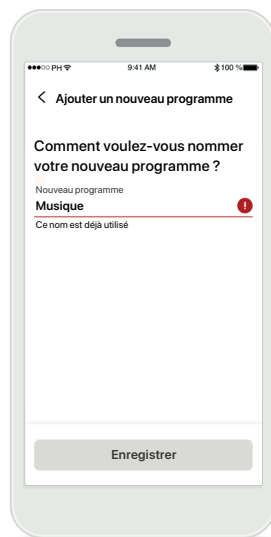 PH 9:41 AM 100 %
Ajouter un nouveau programme
Comment voulez-vous nommer
votre nouveau programme ?
Nouveau programme
Musique
Ce nom est déjà utilisé
Enregistrer